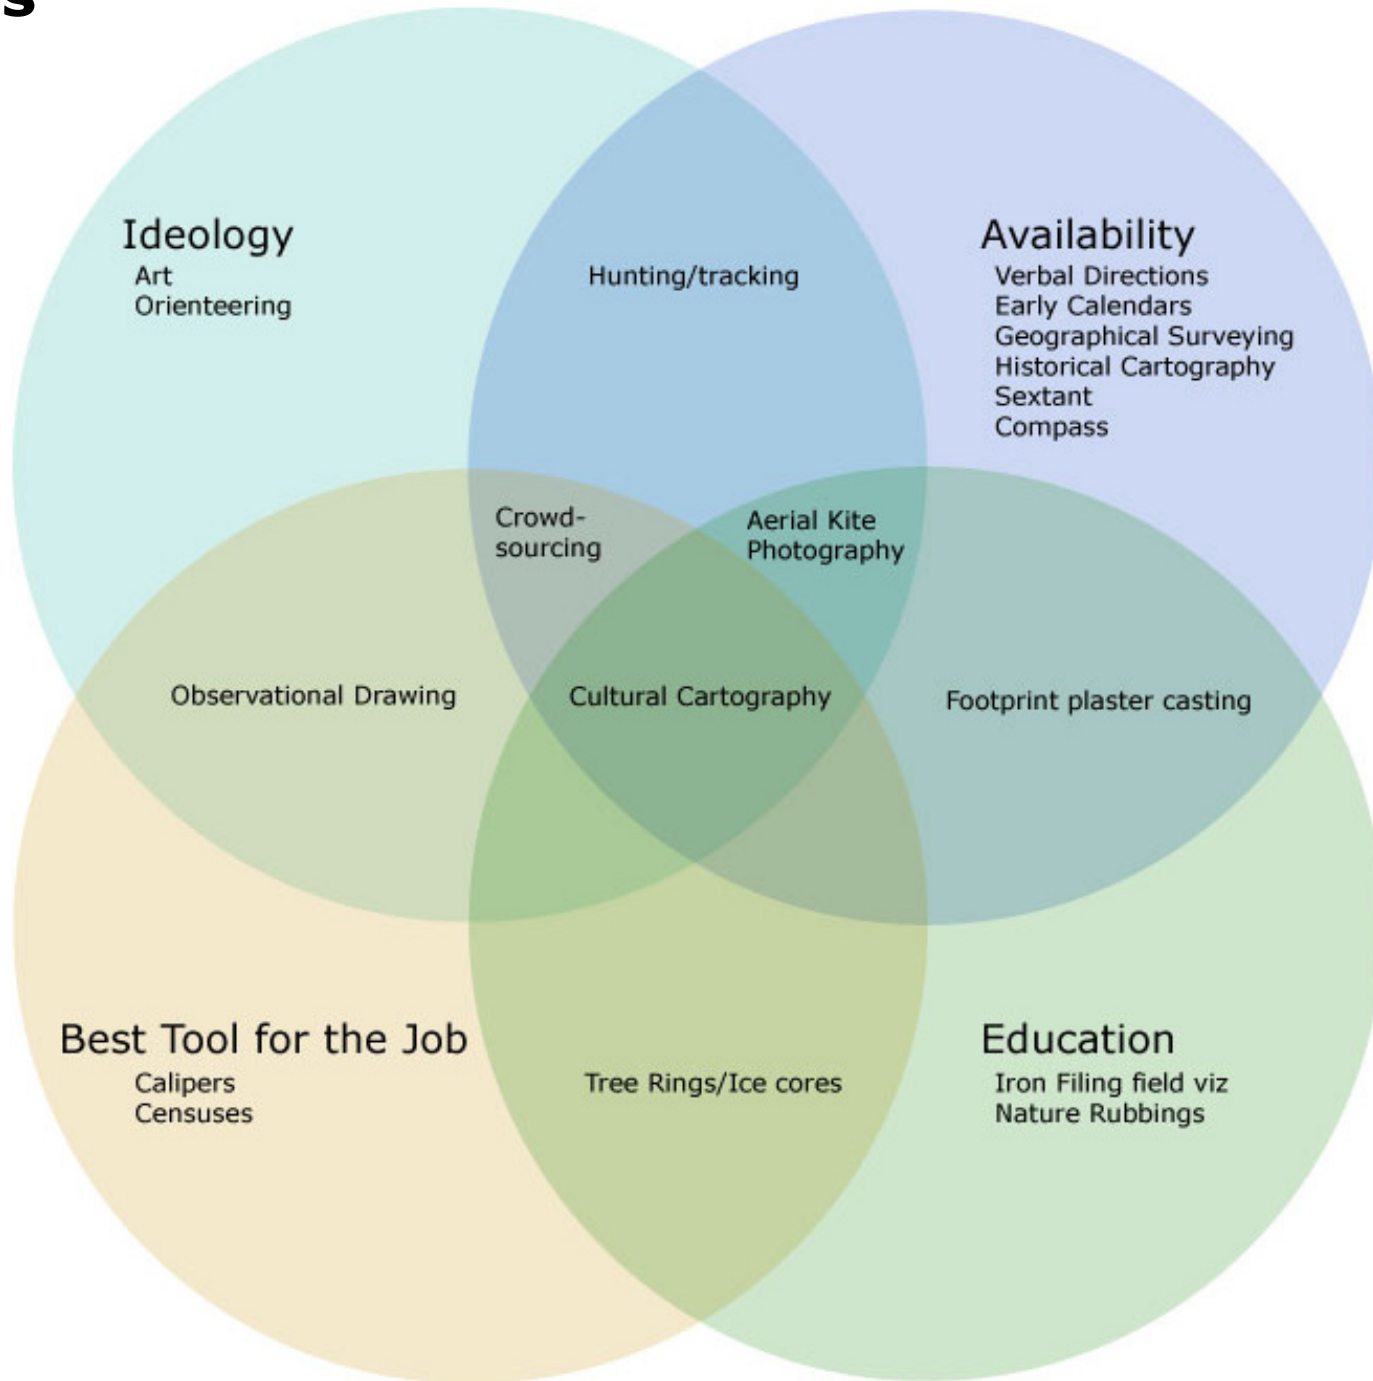 s
Ideology
Art
Orienteering
Hunting/tracking
Availability
Verbal Directions
Early Calendars
Geographical Surveying
Historical Cartography
Sextant
Compass
Crowd-
sourcing
Aerial Kite
Photography
Observational Drawing
Cultural Cartography
Footprint plaster casting
Best Tool for the Job
Calipers
Censuses
Tree Rings/Ice cores
Education
Iron Filing field viz
Nature Rubbings